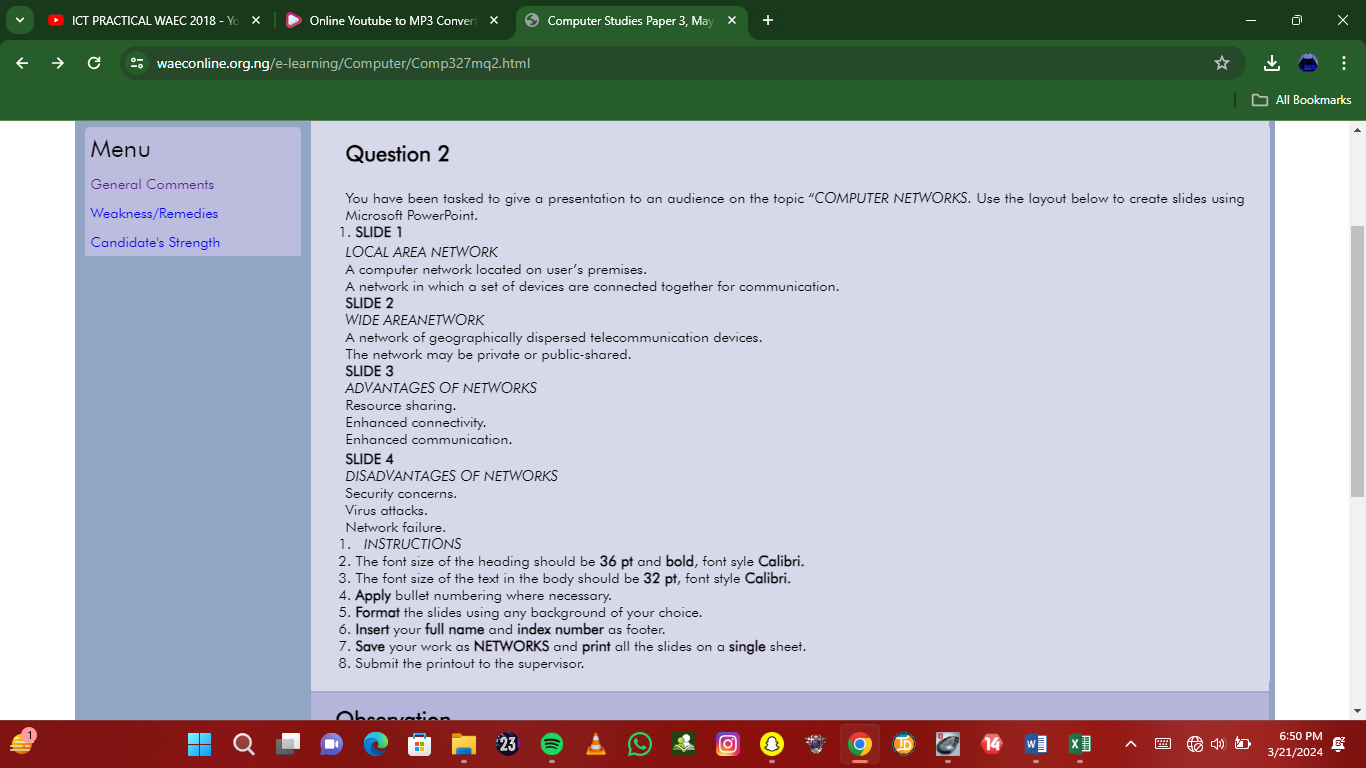 ICT PRACTICAL WAEC 2018 - Yo
Online Youtube to MP3 Convert
Computer Studies Paper 3, May,
waeconline.org.ng/e-learning/Computer/Comp327mq2.html
All Bookmarks
Menu
General Comments
Weakness/Remedies
Candidate's Strength
Question 2
You have been tasked to give a presentation to an audience on the topic “COMPUTER NETWORKS. Use the layout below to create slides using
Microsoft PowerPoint.
1. SLIDE 1
LOCAL AREA NETWORK
A computer network located on user’s premises.
A network in which a set of devices are connected together for communication.
SLIDE 2
WIDE AREANETWORK
A network of geographically dispersed telecommunication devices.
The network may be private or public-shared.
SLIDE 3
ADVANTAGES OF NETWORKS
Resource sharing.
Enhanced connectivity.
Enhanced communication.
SLIDE 4
DISADVANTAGES OF NETWORKS
Security concerns.
Virus attacks.
Network failure.
1. INSTRUCTIONS
2. The font size of the heading should be 36 pt and bold, font syle Calibri.
3. The font size of the text in the body should be 32 pt, font style Calibri.
4. Apply bullet numbering where necessary.
5. Format the slides using any background of your choice.
6. Insert your full name and index number as footer.
7. Save your work as NETWORKS and print all the slides on a single sheet.
8. Submit the printout to the supervisor.
Observation
1
23
14
6:50 PM
3/21/2024